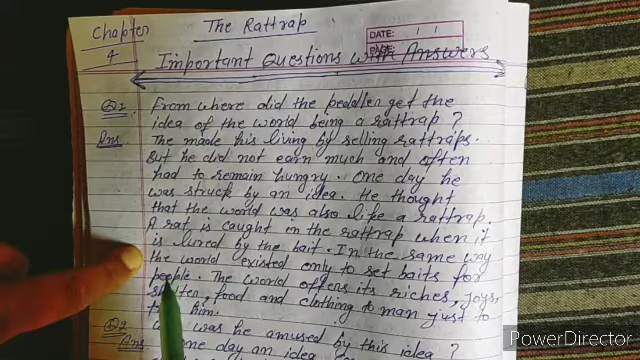 Chapter
4
The Rattrap
DATE: / /
PAGE:
Important Questions with Answers
Q1 From where did the peddler get the
idea of the world being a rattrap ?
Ans The made his living by selling rattraps.
But he did not earn much and often
had to remain hungry. One day he
was struck by an idea. He thought
that the world was also like a rattrap.
A rat is caught in the rattrap when it
is lured by the bait. In the same way
the world existed only to set baits for
people. The world offers its riches, joys,
food and clothing to man just to
him.
Q2 was he amused by this idea ?
Ans one day an idea
PowerDirector